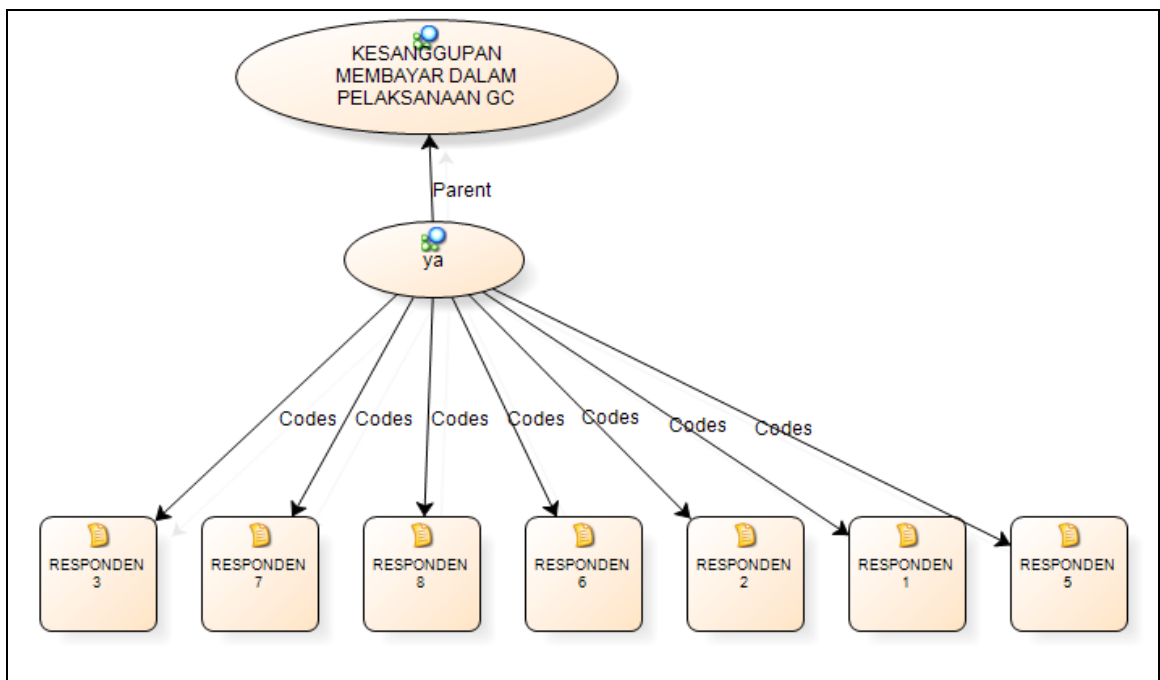 KESANGGUPAN
MEMBAYAR DALAM
PELAKSANAAN GC
Parent
ya
Codes
Codes
Codes
Codes
Codes
Codes
Codes
RESPONDEN
3
RESPONDEN
7
RESPONDEN
8
RESPONDEN
6
RESPONDEN
2
RESPONDEN
1
RESPONDEN
5